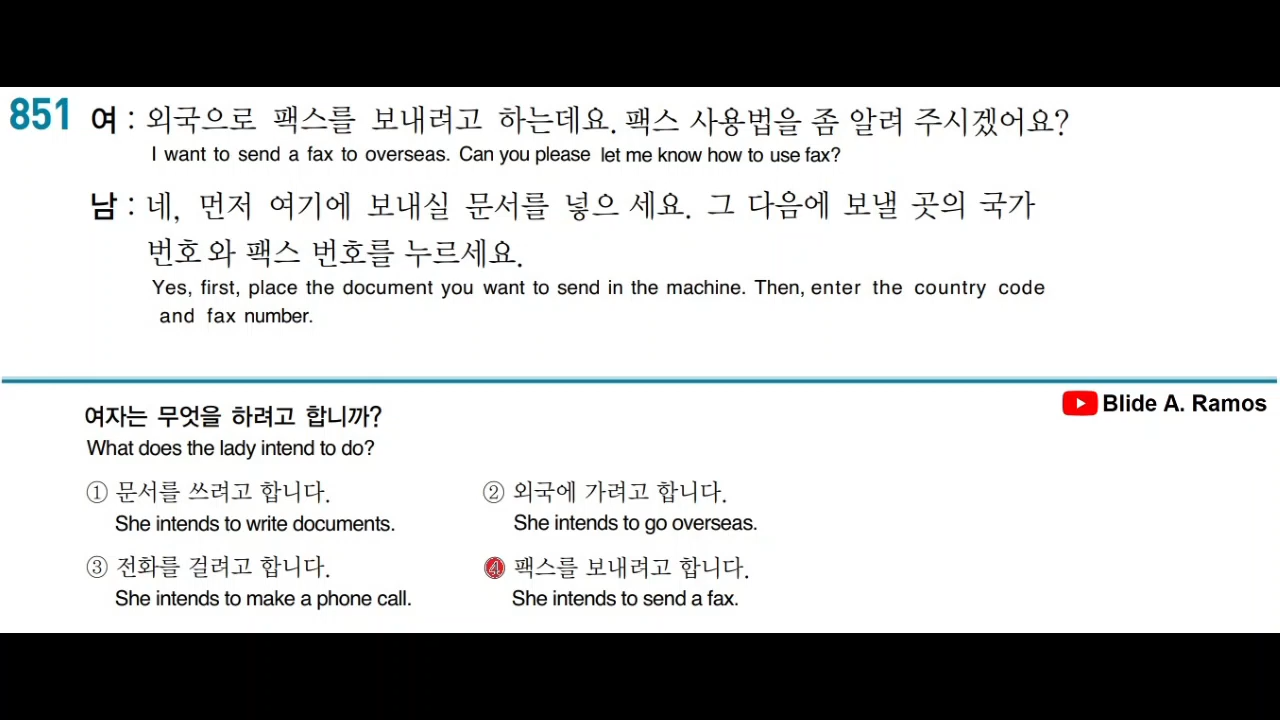 851 여 : 외국으로 팩스를 보내려고 하는데요. 팩스 사용법을 좀 알려 주시겠어요?
I want to send a fax to overseas. Can you please let me know how to use fax?
남 : 네, 먼저 여기에 보내실 문서를 넣으 세요. 그 다음에 보낼 곳의 국가
번호와 팩스 번호를 누르세요.
Yes, first, place the document you want to send in the machine. Then, enter the country code
and fax number.
Blide A. Ramos
여자는 무엇을 하려고 합니까?
What does the lady intend to do?
① 문서를 쓰려고 합니다. ② 외국에 가려고 합니다.
She intends to write documents. She intends to go overseas.
③ 전화를 걸려고 합니다. ④ 팩스를 보내려고 합니다.
She intends to make a phone call. She intends to send a fax.